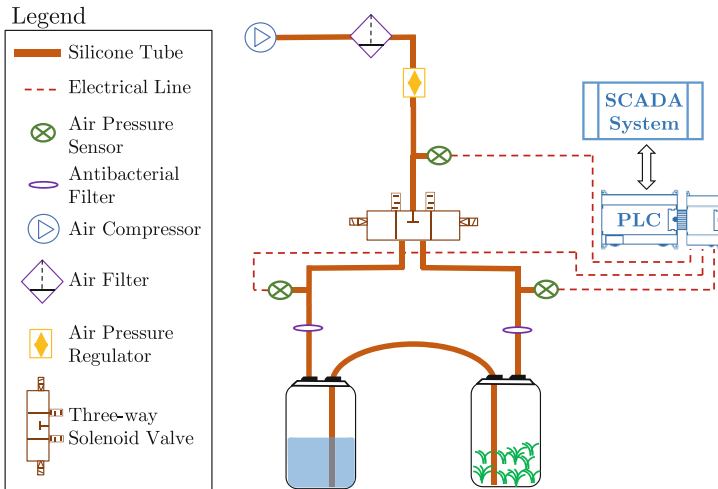 Legend
Silicone Tube
Electrical Line
Air Pressure
Sensor
Antibacterial
Filter
Air Compressor
Air Filter
Air Pressure
Regulator
Three-way
Solenoid Valve
SCADA
System
PLC